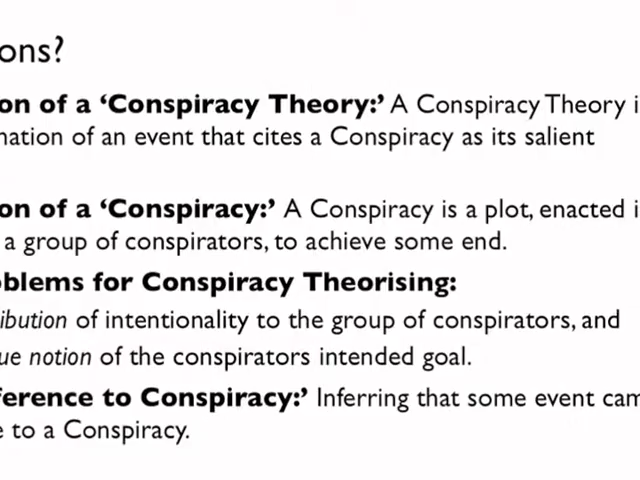 ons?
on of a ‘Conspiracy Theory:’ A Conspiracy Theory i
nation of an event that cites a Conspiracy as its salient
on of a ‘Conspiracy:’ A Conspiracy is a plot, enacted i
a group of conspirators, to achieve some end.
blems for Conspiracy Theorising:
ibution of intentionality to the group of conspirators, and
ue notion of the conspirators intended goal.
ference to Conspiracy:’ Inferring that some event cam
e to a Conspiracy.